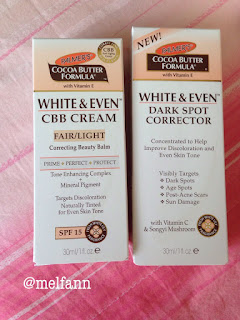 PALMER'S
COCOA BUTTER
FORMULA®
with Vitamin E
WHITE & EVEN™
CBB CREAM
FAIR/LIGHT
Correcting Beauty Balm
PRIME + PERFECT + PROTECT
Tone Enhancing Complex
+
Mineral Pigment
Targets Discoloration
Naturally Tinted
for Even Skin Tone
SPF 15
30ml/1fl.oz.e
NEW!
PALMER'S
COCOA BUTTER
FORMULA®
with Vitamin E
WHITE & EVEN™
DARK SPOT
CORRECTOR
Concentrated to Help
Improve Discoloration and
Even Skin Tone
Visibly Targets
❖ Dark Spots
❖ Age Spots
❖ Post-Acne Scars
❖ Sun Damage
with Vitamin C
& Songyi Mushroom
30ml/1fl.oz.e
@melfann